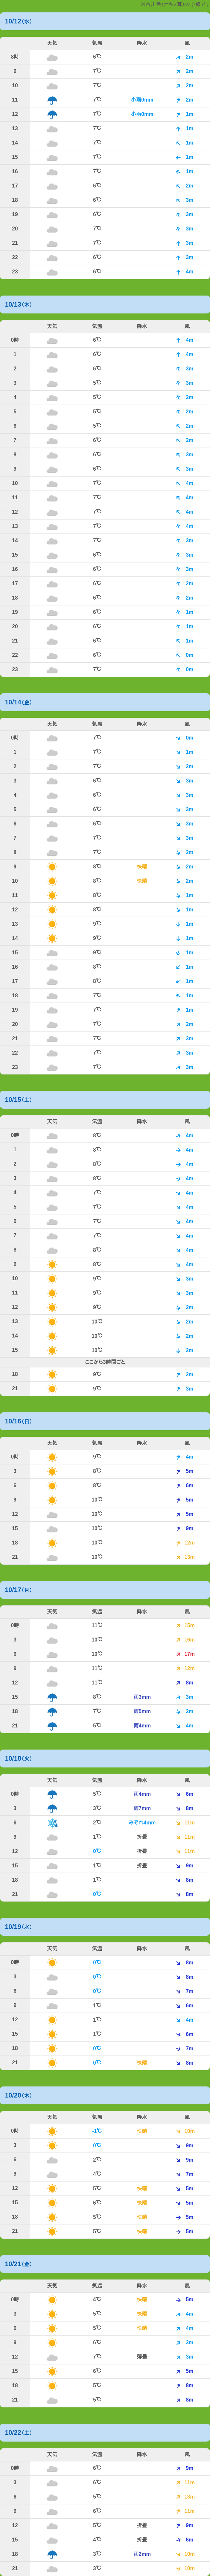 10/12(水)
天気 気温 降水 風
8時 6℃ 2m
9 7℃ 2m
10 7℃ 2m
11 7℃ 小雨0mm 2m
12 7℃ 小雨0mm 1m
13 7℃ 1m
14 7℃ 1m
15 7℃ 1m
16 7℃ 1m
17 6℃ 2m
18 6℃ 3m
19 6℃ 3m
20 7℃ 3m
21 7℃ 3m
22 6℃ 3m
23 6℃ 4m
10/13(木)
天気 気温 降水 風
0時 6℃ 4m
1 6℃ 4m
2 6℃ 3m
3 5℃ 3m
4 5℃ 2m
5 5℃ 2m
6 5℃ 2m
7 6℃ 2m
8 6℃ 3m
9 6℃ 3m
10 7℃ 4m
11 7℃ 4m
12 7℃ 4m
13 7℃ 4m
14 7℃ 3m
15 6℃ 3m
16 6℃ 3m
17 6℃ 2m
18 6℃ 2m
19 6℃ 1m
20 6℃ 1m
21 6℃ 1m
22 6℃ 0m
23 7℃ 0m
10/14(金)
天気 気温 降水 風
0時 7℃ 0m
1 7℃ 1m
2 7℃ 2m
3 6℃ 3m
4 6℃ 3m
5 6℃ 3m
6 6℃ 3m
7 7℃ 3m
8 7℃ 2m
9 8℃ 快晴 2m
10 8℃ 快晴 2m
11 8℃ 1m
12 8℃ 1m
13 9℃ 1m
14 9℃ 1m
15 9℃ 1m
16 8℃ 1m
17 8℃ 1m
18 7℃ 1m
19 7℃ 1m
20 7℃ 2m
21 7℃ 3m
22 7℃ 3m
23 7℃ 3m
10/15(土)
天気 気温 降水 風
0時 8℃ 4m
1 8℃ 4m
2 8℃ 4m
3 8℃ 4m
4 7℃ 4m
5 7℃ 4m
6 7℃ 4m
7 7℃ 4m
8 8℃ 4m
9 8℃ 4m
10 9℃ 3m
11 9℃ 3m
12 9℃ 2m
13 10℃ 2m
14 10℃ 2m
15 10℃ 2m
ここから3時間ごと
18 8℃ 2m
21 9℃ 3m
10/16(日)
天気 気温 降水 風
0時 9℃ 4m
3 8℃ 5m
6 8℃ 6m
9 10℃ 5m
12 10℃ 5m
15 10℃ 9m
18 10℃ 12m
21 10℃ 13m
10/17(月)
天気 気温 降水 風
0時 11℃ 15m
3 10℃ 16m
6 10℃ 17m
9 11℃ 12m
12 11℃ 8m
15 8℃ 雨3mm 3m
18 7℃ 雨5mm 2m
21 5℃ 雨4mm 4m
10/18(火)
天気 気温 降水 風
0時 5℃ 雨4mm 6m
3 3℃ 雨7mm 8m
6 2℃ みぞれ4mm 11m
9 1℃ 折曇 11m
12 0℃ 折曇 11m
15 1℃ 折曇 9m
18 1℃ 8m
21 0℃ 8m
10/19(水)
天気 気温 降水 風
0時 0℃ 8m
3 0℃ 8m
6 0℃ 7m
9 1℃ 6m
12 1℃ 4m
15 1℃ 6m
18 0℃ 7m
21 0℃ 快晴 8m
10/20(木)
天気 気温 降水 風
0時 -1℃ 快晴 10m
3 0℃ 9m
6 2℃ 9m
9 4℃ 7m
12 5℃ 快晴 5m
15 6℃ 快晴 5m
18 5℃ 快晴 5m
21 5℃ 快晴 5m
10/21(金)
天気 気温 降水 風
0時 4℃ 快晴 5m
3 5℃ 快晴 4m
6 5℃ 快晴 4m
9 6℃ 3m
12 7℃ 薄曇 3m
15 6℃ 5m
18 5℃ 8m
21 5℃ 8m
10/22(土)
天気 気温 降水 風
0時 6℃ 9m
3 6℃ 11m
6 5℃ 13m
9 6℃ 11m
12 5℃ 折曇 9m
15 4℃ 折曇 6m
18 3℃ 雨2mm 10m
21 3℃ 10m